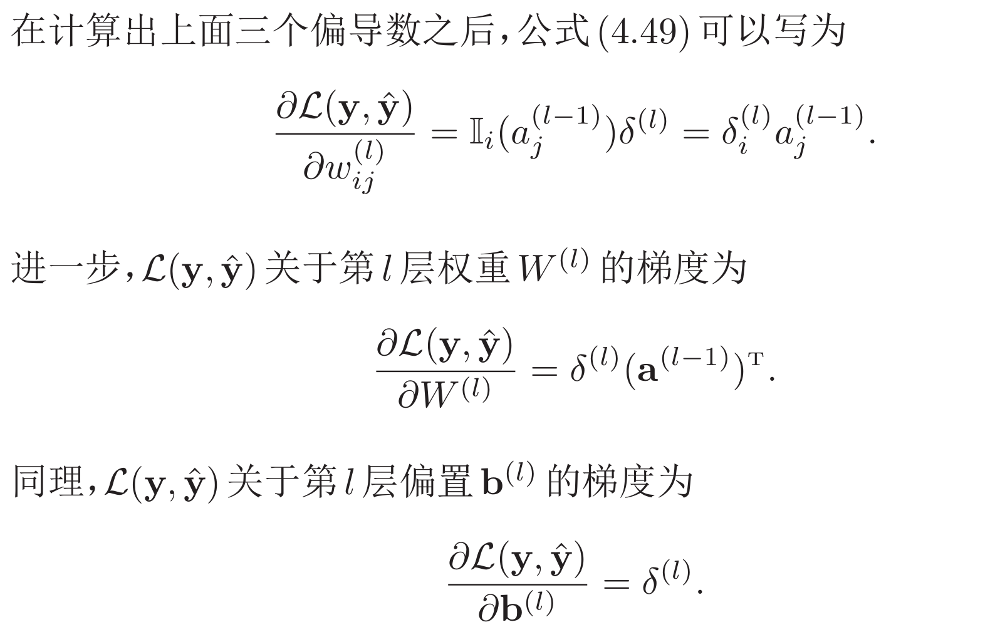 在计算出上面三个偏导数之后,公式(4.49)可以写为
$\frac{\partial \mathcal{L}(\mathbf{y}, \hat{\mathbf{y}})}{\partial w_{ij}^{(l)}} = \mathbb{I}_i(a_j^{(l-1)})\delta^{(l)} = \delta_i^{(l)} a_j^{(l-1)}.$
进一步,$\mathcal{L}(\mathbf{y}, \hat{\mathbf{y}})$关于第$l$层权重$W^{(l)}$的梯度为
$\frac{\partial \mathcal{L}(\mathbf{y}, \hat{\mathbf{y}})}{\partial W^{(l)}} = \delta^{(l)} (\mathbf{a}^{(l-1)})^{\mathrm{T}}.$
同理,$\mathcal{L}(\mathbf{y}, \hat{\mathbf{y}})$关于第$l$层偏置$\mathbf{b}^{(l)}$的梯度为
$\frac{\partial \mathcal{L}(\mathbf{y}, \hat{\mathbf{y}})}{\partial \mathbf{b}^{(l)}} = \delta^{(l)}.$